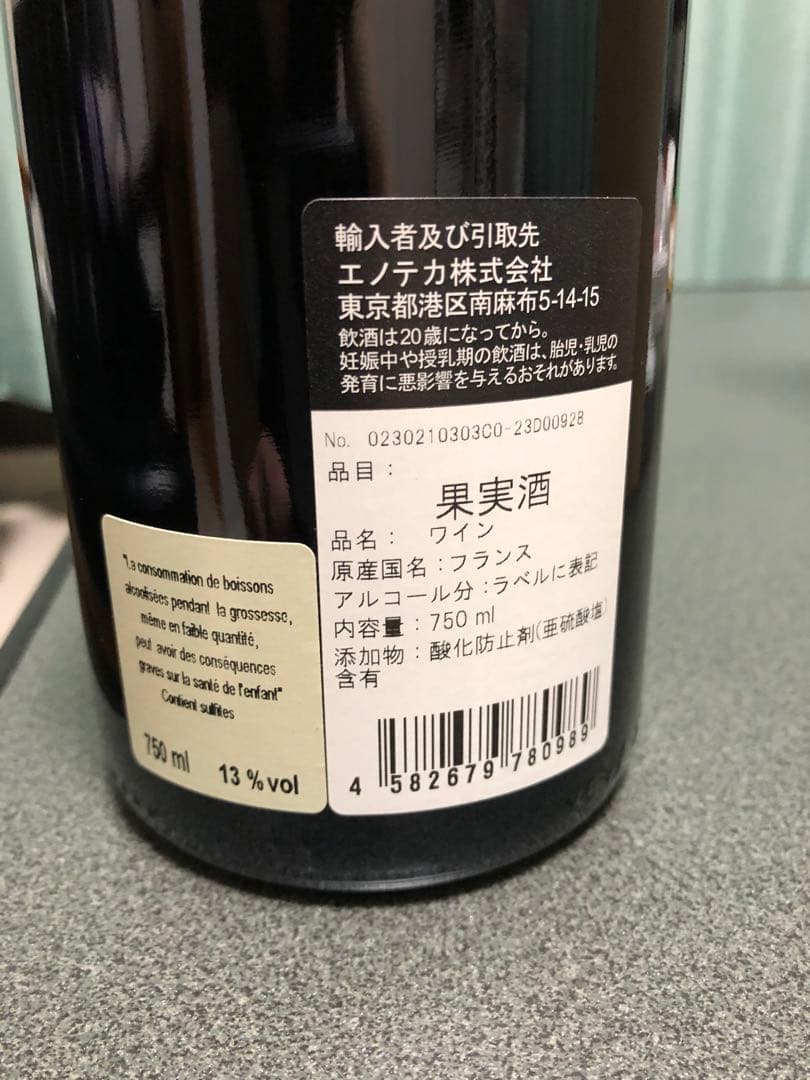 輸入者及び引取先
エノテカ株式会社
東京都港区南麻布5-14-15
飲酒は20歳になってから。
妊娠中や授乳期の飲酒は、胎児・乳児の
発育に悪影響を与えるおそれがあります。
No. 0230210303C0-23D00928
品目：
果実酒
品名： ワイン
原産国名：フランス
アルコール分：ラベルに表記
内容量：750 ml
添加物：酸化防止剤(亜硫酸塩)
含有
4 582679 780989
"La consommation de boissons
alcoolisées pendant la grossesse,
même en faible quantité,
peut avoir des conséquences
graves sur la santé de l'enfant"
Contient sulfites
750 ml 13 % vol